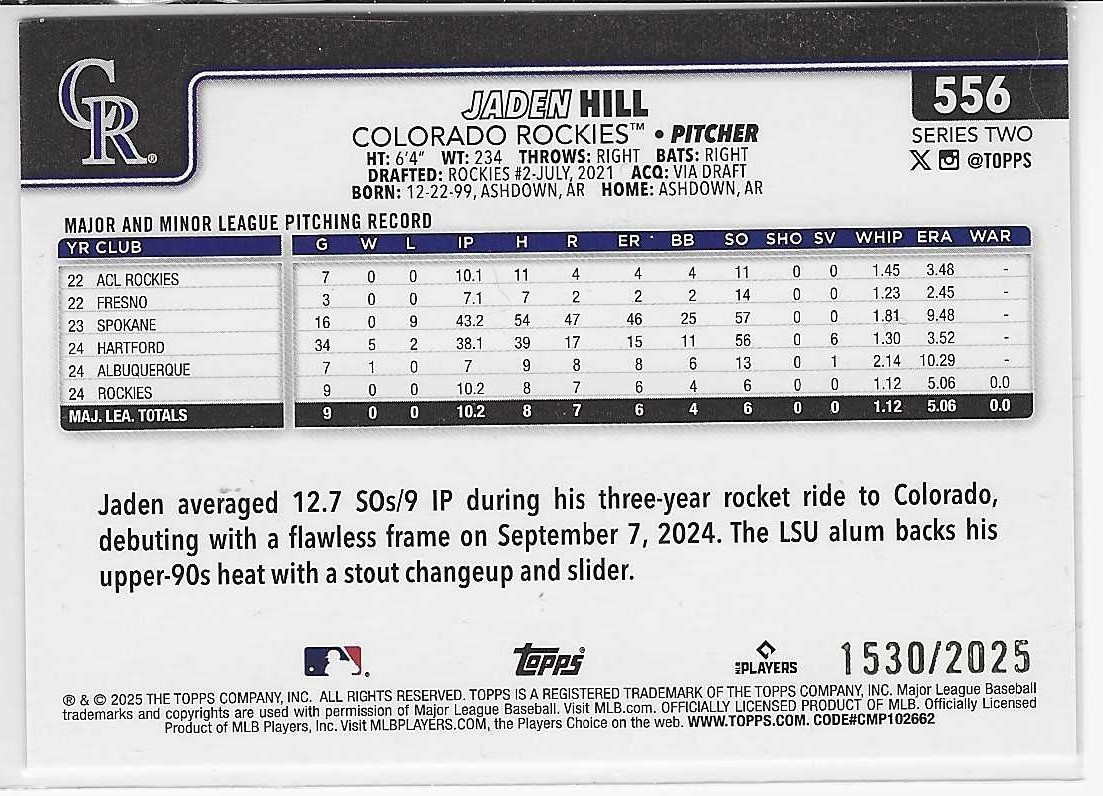 CR®
JADEN HILL
556
COLORADO ROCKIES™ • PITCHER
SERIES TWO
HT: 6'4" WT: 234 THROWS: RIGHT BATS: RIGHT
X @TOPPS
DRAFTED: ROCKIES #2-JULY, 2021 ACQ: VIA DRAFT
BORN: 12-22-99, ASHDOWN, AR HOME: ASHDOWN, AR
MAJOR AND MINOR LEAGUE PITCHING RECORD
YR CLUB G W L IP H R ER BB SO SHO SV WHIP ERA WAR
22 ACL ROCKIES 7 0 0 10.1 11 4 4 4 11 0 0 1.45 3.48 -
22 FRESNO 3 0 0 7.1 7 2 2 2 14 0 0 1.23 2.45 -
23 SPOKANE 16 0 9 43.2 54 47 46 25 57 0 0 1.81 9.48 -
24 HARTFORD 34 5 2 38.1 39 17 15 11 56 0 6 1.30 3.52 -
24 ALBUQUERQUE 7 1 0 7 9 8 8 6 13 0 1 2.14 10.29 -
24 ROCKIES 9 0 0 10.2 8 7 6 4 6 0 0 1.12 5.06 0.0
MAJ. LEA. TOTALS 9 0 0 10.2 8 7 6 4 6 0 0 1.12 5.06 0.0
Jaden averaged 12.7 SOs/9 IP during his three-year rocket ride to Colorado,
debuting with a flawless frame on September 7, 2024. The LSU alum backs his
upper-90s heat with a stout changeup and slider.
Topps® MLB PLAYERS 1530/2025
® & © 2025 THE TOPPS COMPANY, INC. ALL RIGHTS RESERVED. TOPPS IS A REGISTERED TRADEMARK OF THE TOPPS COMPANY, INC. Major League Baseball
trademarks and copyrights are used with permission of Major League Baseball. Visit MLB.com. OFFICIALLY LICENSED PRODUCT OF MLB. Officially Licensed
Product of MLB Players, Inc. Visit MLBPLAYERS.COM, the Players Choice on the web. WWW.TOPPS.COM. CODE#CMP102662